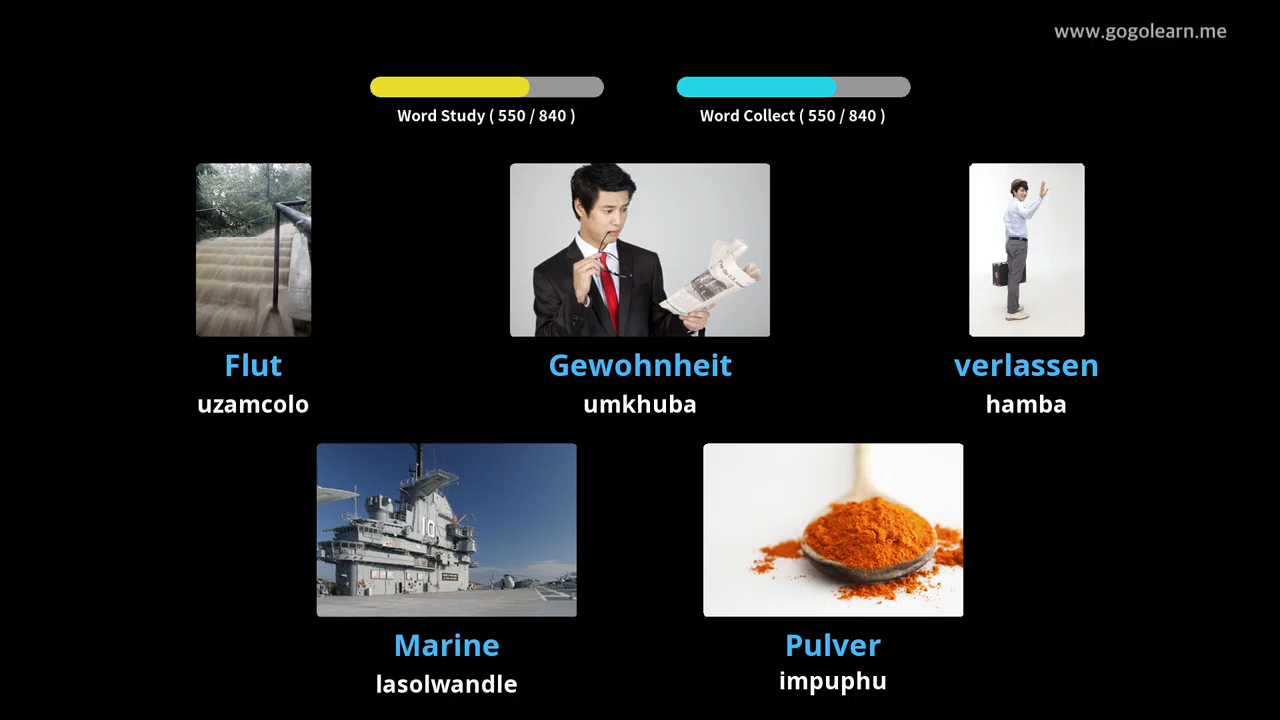 www.gogolearn.me
Word Study ( 550 / 840 )
Word Collect ( 550 / 840 )
Flut
uzamcolo
Gewohnheit
umkhuba
verlassen
hamba
Marine
lasolwandle
Pulver
impuphu